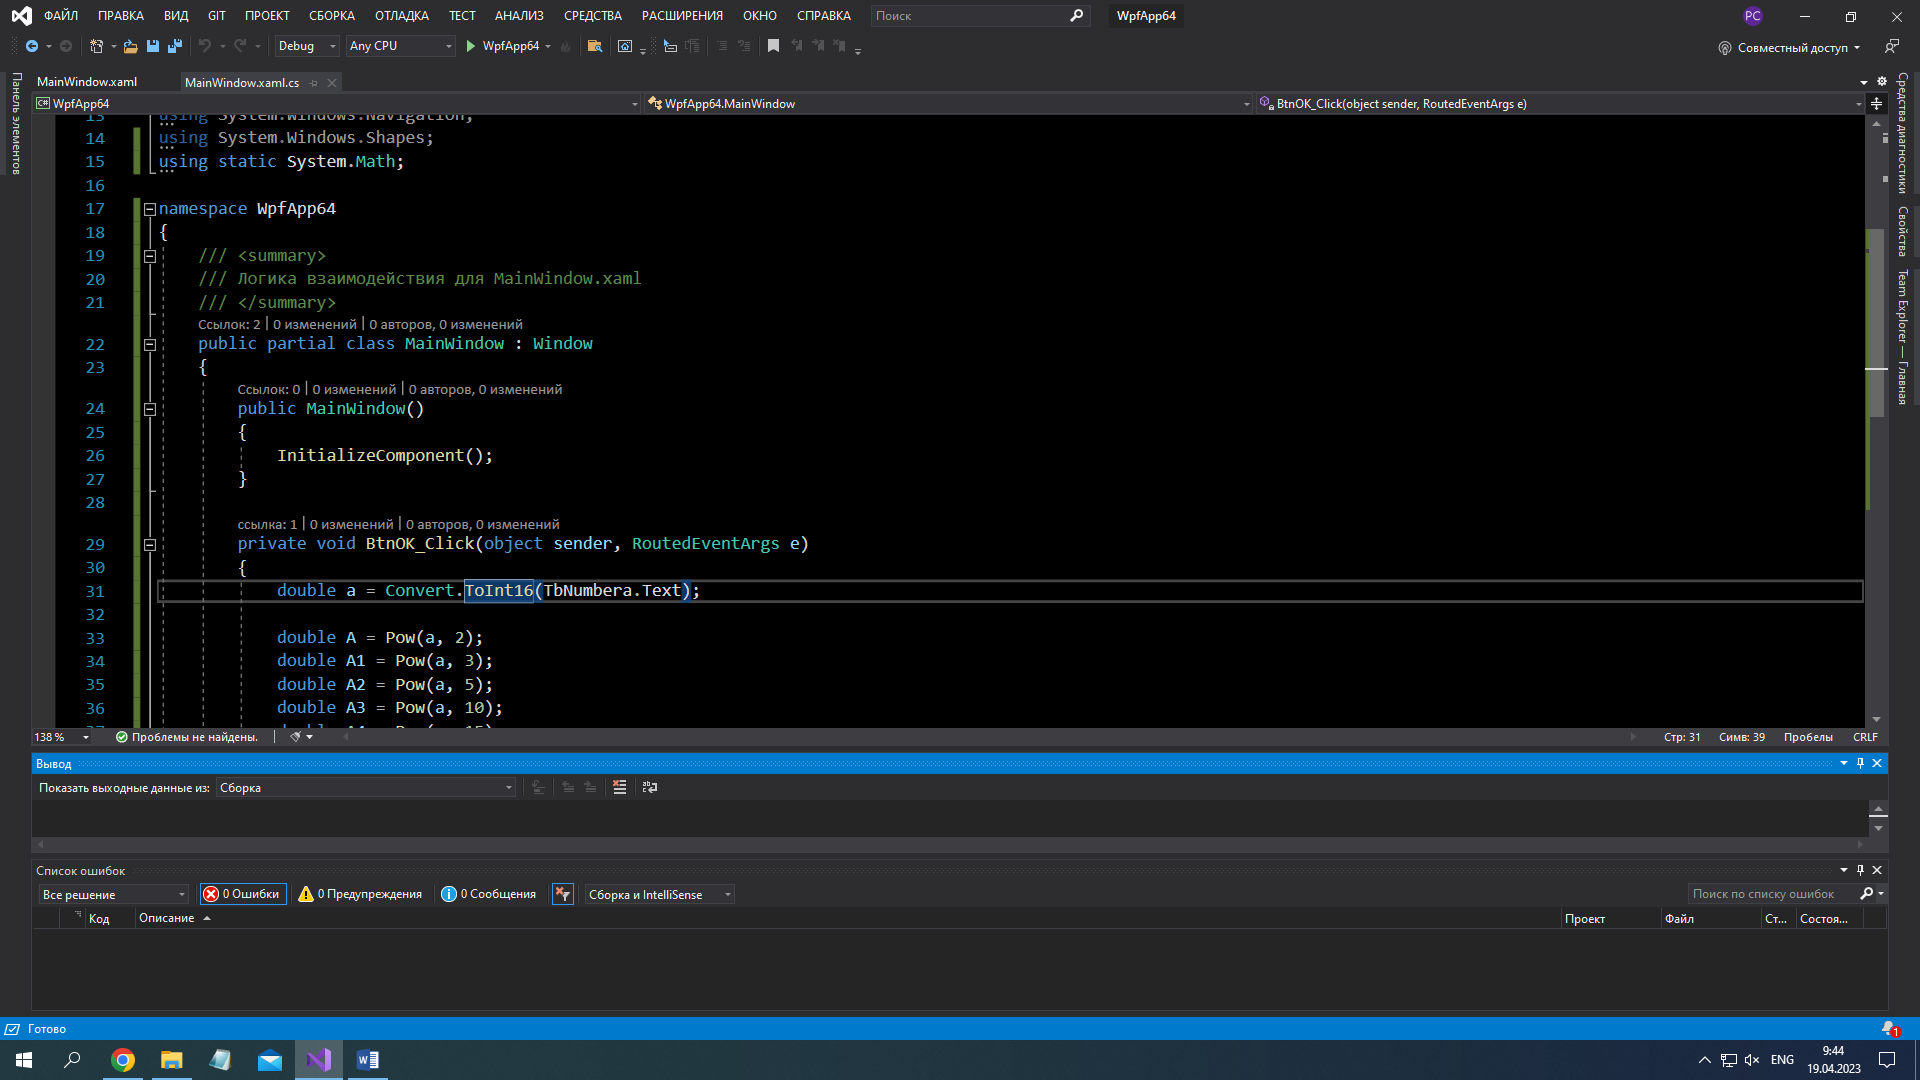 ФАЙЛ ПРАВКА ВИД GIT ПРОЕКТ СБОРКА ОТЛАДКА ТЕСТ АНАЛИЗ СРЕДСТВА РАСШИРЕНИЯ ОКНО СПРАВКА Поиск WpfApp64 PC
Debug Any CPU WpfApp64 Совместный доступ
Панель элементов
MainWindow.xaml MainWindow.xaml.cs
WpfApp64 WpfApp64.MainWindow BtnOK_Click(object sender, RoutedEventArgs e)
13 using System.Windows.Navigation;
14 using System.Windows.Shapes;
15 using static System.Math;
16
17 namespace WpfApp64
18 {
19 /// <summary>
20 /// Логика взаимодействия для MainWindow.xaml
21 /// </summary>
Ссылок: 2 | 0 изменений | 0 авторов, 0 изменений
22 public partial class MainWindow : Window
23 {
Ссылок: 0 | 0 изменений | 0 авторов, 0 изменений
24 public MainWindow()
25 {
26 InitializeComponent();
27 }
28
ссылка: 1 | 0 изменений | 0 авторов, 0 изменений
29 private void BtnOK_Click(object sender, RoutedEventArgs e)
30 {
31 double a = Convert.ToInt16(TbNumbera.Text);
32
33 double A = Pow(a, 2);
34 double A1 = Pow(a, 3);
35 double A2 = Pow(a, 5);
36 double A3 = Pow(a, 10);
Средства диагностики
Свойства
Team Explorer — Главная
138 % Проблемы не найдены. Стр: 31 Симв: 39 Пробелы CRLF
Вывод
Показать выходные данные из: Сборка
Список ошибок
Все решение 0 Ошибки 0 Предупреждения 0 Сообщения Сборка и IntelliSense Поиск по списку ошибок
Код Описание Проект Файл Ст... Состоя...
Готово 1
ENG 9:44
19.04.2023